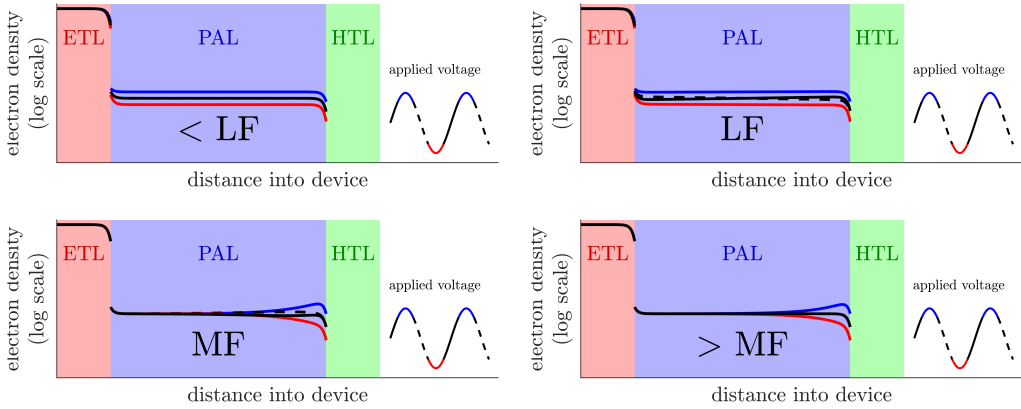 electron density
(log scale)
ETL
PAL
HTL
applied voltage
< LF
distance into device
electron density
(log scale)
ETL
PAL
HTL
applied voltage
LF
distance into device
electron density
(log scale)
ETL
PAL
HTL
applied voltage
MF
distance into device
electron density
(log scale)
ETL
PAL
HTL
applied voltage
> MF
distance into device